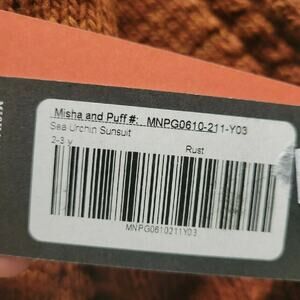 Misha and Puff #: MNPG0610-211-Y03
Sea Urchin Sunsuit
2-3 y Rust
MNPG0610211Y03